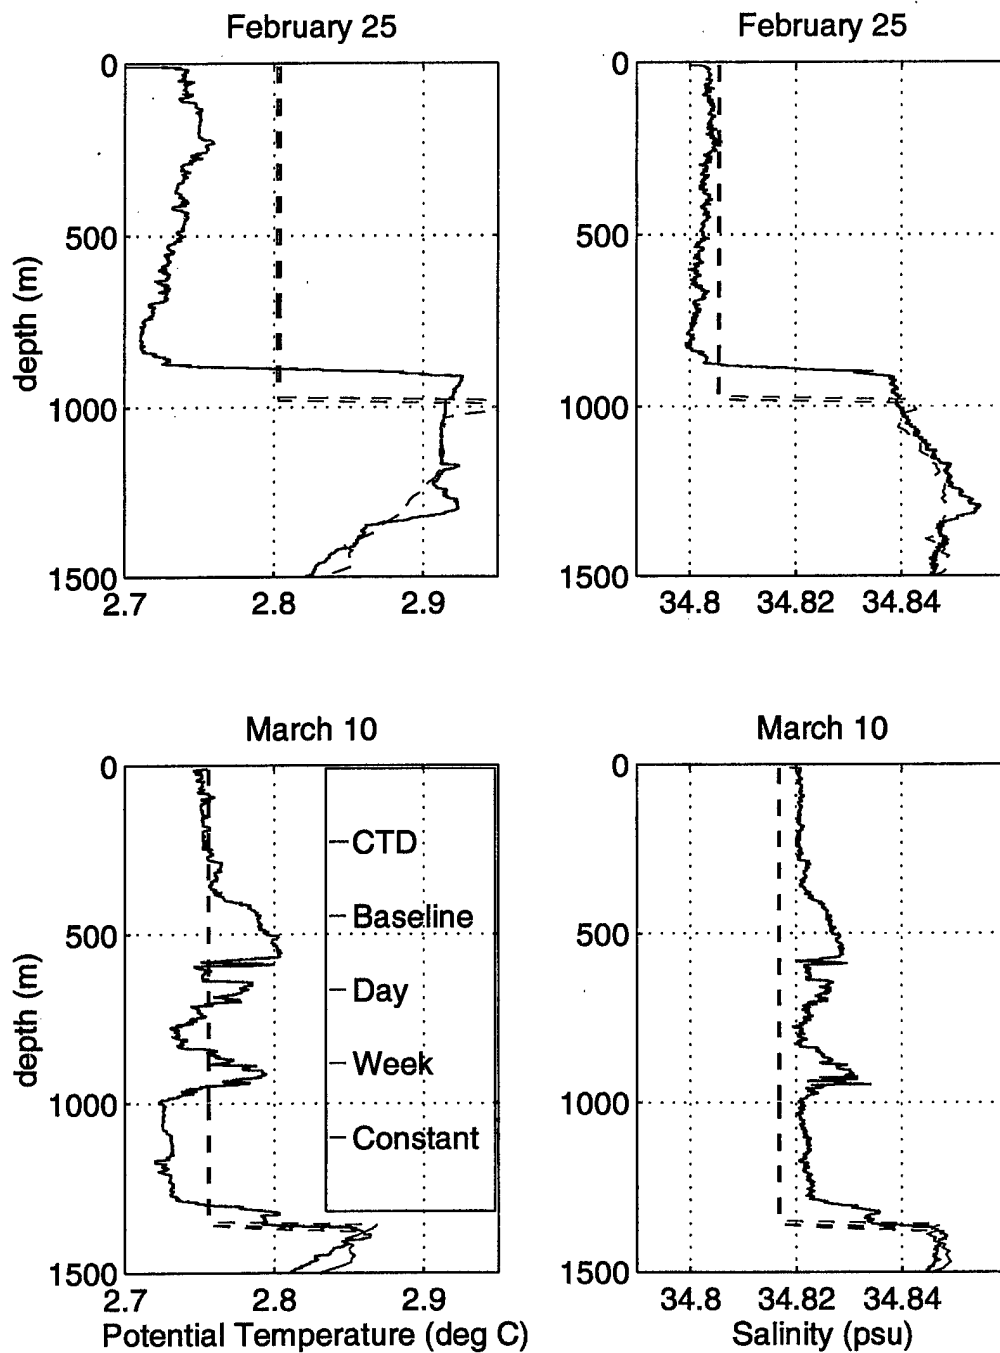 February 25
0
500
1000
1500
depth (m)
2.7 2.8 2.9
February 25
0
500
1000
1500
34.8 34.82 34.84
March 10
0
500
1000
1500
depth (m)
CTD
Baseline
Day
Week
Constant
2.7 2.8 2.9
Potential Temperature (deg C)
March 10
0
500
1000
1500
34.8 34.82 34.84
Salinity (psu)